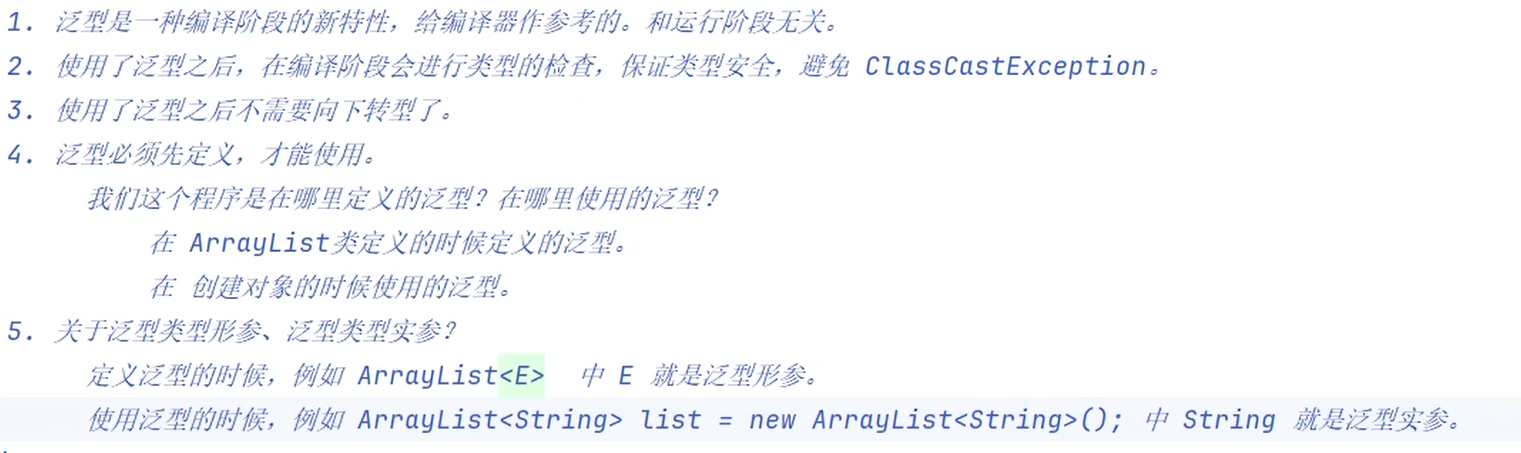 1. 泛型是一种编译阶段的新特性，给编译器作参考的。和运行阶段无关。
2. 使用了泛型之后，在编译阶段会进行类型的检查，保证类型安全，避免 ClassCastException。
3. 使用了泛型之后不需要向下转型了。
4. 泛型必须先定义，才能使用。
我们这个程序是在哪里定义的泛型？在哪里使用的泛型？
在 ArrayList类定义的时候定义的泛型。
在 创建对象的时候使用的泛型。
5. 关于泛型类型形参、泛型类型实参？
定义泛型的时候，例如 ArrayList<E> 中 E 就是泛型形参。
使用泛型的时候，例如 ArrayList<String> list = new ArrayList<String>(); 中 String 就是泛型实参。